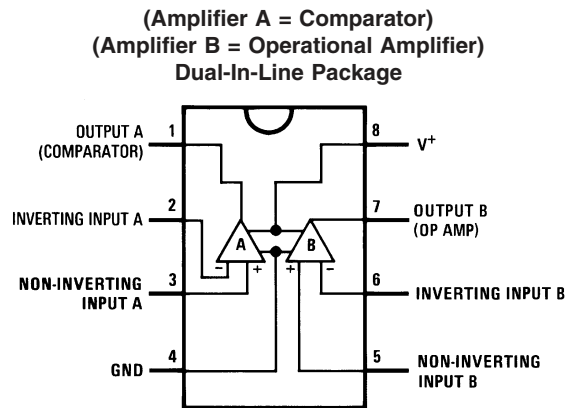 (Amplifier A = Comparator)
(Amplifier B = Operational Amplifier)
Dual-In-Line Package
OUTPUT A
(COMPARATOR)
1
8
V+
INVERTING INPUT A
2
7
OUTPUT B
(OP AMP)
A
B
- +
+ -
NON-INVERTING
INPUT A
3
6
INVERTING INPUT B
GND
4
5
NON-INVERTING
INPUT B